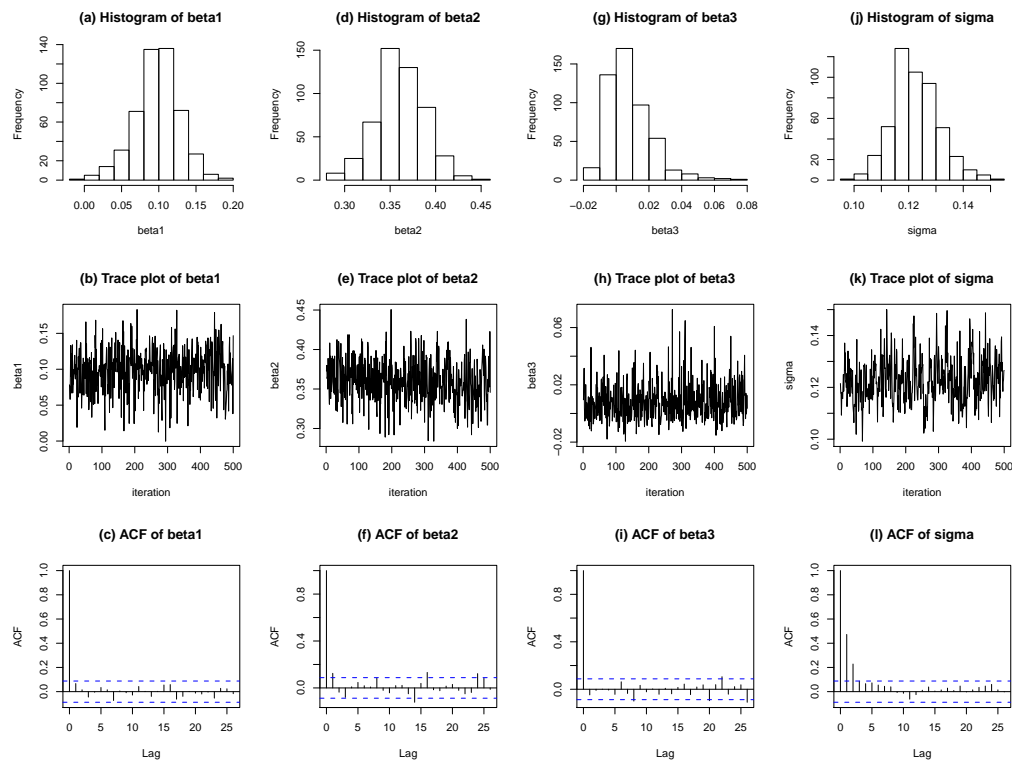 (a) Histogram of beta1
Frequency
0 20 60 100 140
0.00 0.05 0.10 0.15 0.20
beta1
(d) Histogram of beta2
Frequency
0 50 100 150
0.30 0.35 0.40 0.45
beta2
(g) Histogram of beta3
Frequency
0 50 100 150
−0.02 0.02 0.04 0.06 0.08
beta3
(j) Histogram of sigma
Frequency
0 20 60 100
0.10 0.12 0.14
sigma
(b) Trace plot of beta1
beta1
0.00 0.05 0.10 0.15
0 100 200 300 400 500
iteration
(e) Trace plot of beta2
beta2
0.30 0.35 0.40 0.45
0 100 200 300 400 500
iteration
(h) Trace plot of beta3
beta3
−0.02 0.02 0.06
0 100 200 300 400 500
iteration
(k) Trace plot of sigma
sigma
0.10 0.12 0.14
0 100 200 300 400 500
iteration
(c) ACF of beta1
ACF
0.0 0.2 0.4 0.6 0.8 1.0
0 5 10 15 20 25
Lag
(f) ACF of beta2
ACF
0.0 0.2 0.4 0.8
0 5 10 15 20 25
Lag
(i) ACF of beta3
ACF
0.0 0.2 0.4 0.8
0 5 10 15 20 25
Lag
(l) ACF of sigma
ACF
0.0 0.2 0.4 0.6 0.8 1.0
0 5 10 15 20 25
Lag